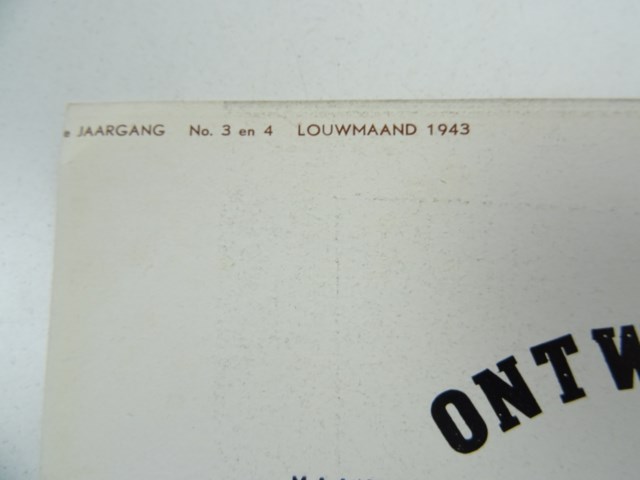 e JAARGANG No. 3 en 4 LOUWMAAND 1943
ONTW